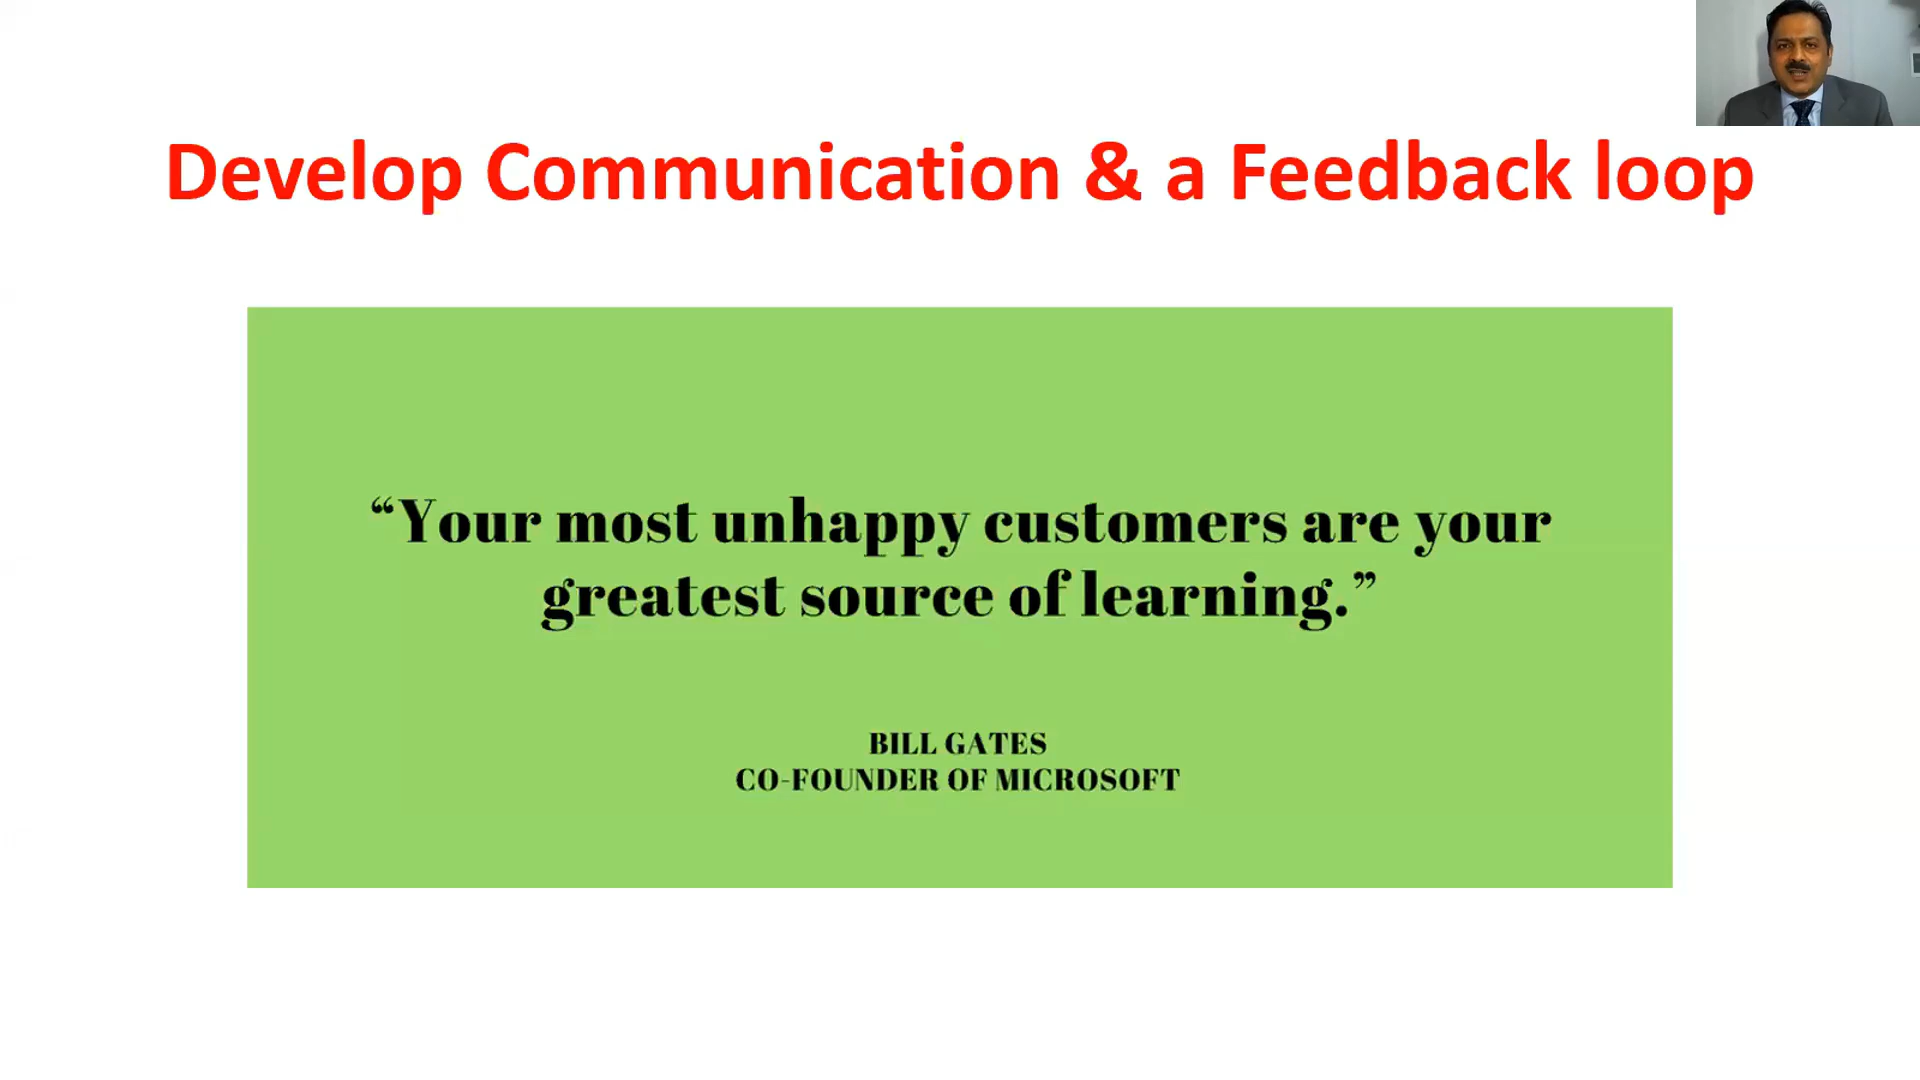 Develop Communication & a Feedback loop
“Your most unhappy customers are your
greatest source of learning.”
BILL GATES
CO-FOUNDER OF MICROSOFT